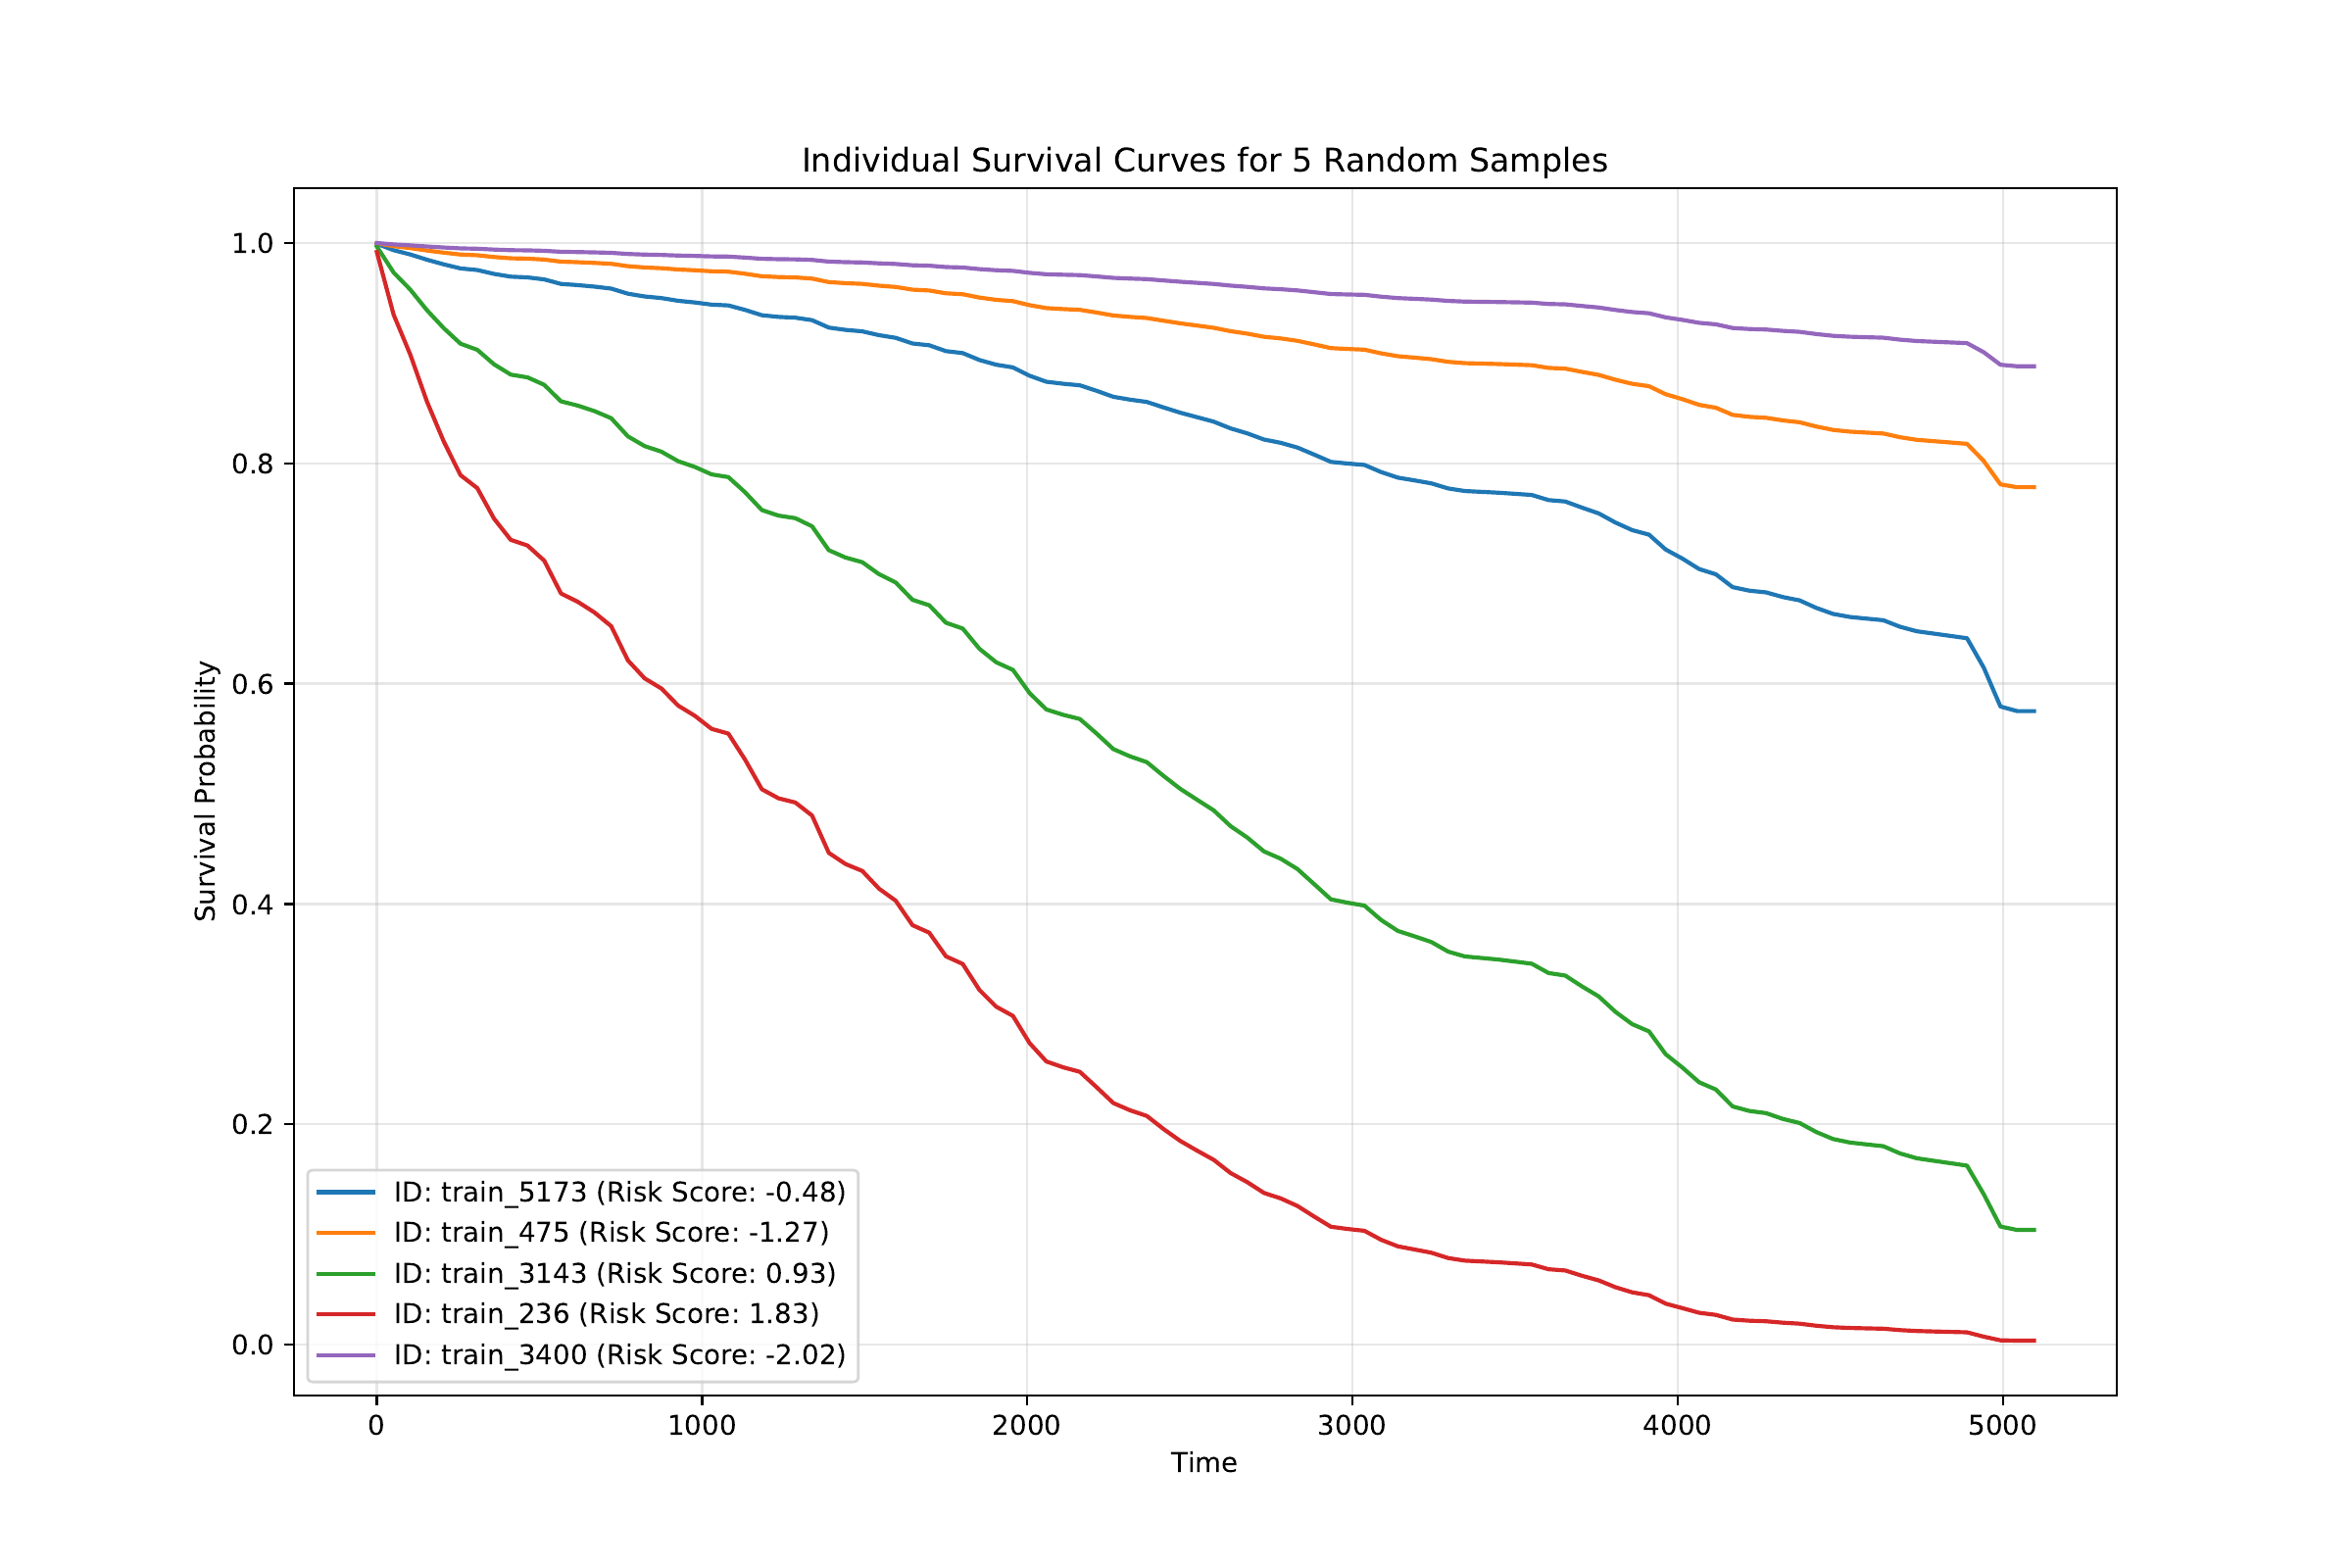 Individual Survival Curves for 5 Random Samples
1.0
0.8
0.6
0.4
0.2
0.0
Survival Probability
ID: train_5173 (Risk Score: -0.48)
ID: train_475 (Risk Score: -1.27)
ID: train_3143 (Risk Score: 0.93)
ID: train_236 (Risk Score: 1.83)
ID: train_3400 (Risk Score: -2.02)
0 1000 2000 3000 4000 5000
Time